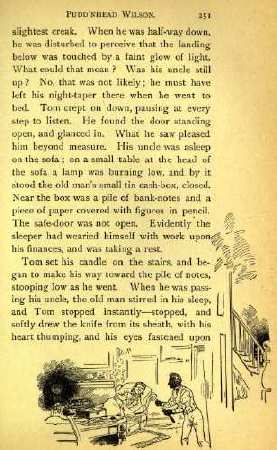 PUDD'NHEAD WILSON. 251
slightest creak. When he was half-way down,
he was disturbed to perceive that the landing
below was touched by a faint glow of light.
What could that mean? Was his uncle still
up? No, that was not likely; he must have
left his night-taper there when he went to
bed. Tom crept on down, pausing at every
step to listen. He found the door standing
open, and glanced in. What he saw pleased
him beyond measure. His uncle was asleep
on the sofa; on a small table at the head of
the sofa a lamp was burning low, and by it
stood the old man's small tin cash-box, closed.
Near the box was a pile of bank-notes and a
piece of paper covered with figures in pencil.
The safe-door was not open. Evidently the
sleeper had wearied himself with work upon
his finances, and was taking a rest.
Tom set his candle on the stairs, and be-
gan to make his way toward the pile of notes,
stooping low as he went. When he was pass-
ing his uncle, the old man stirred in his sleep,
and Tom stopped instantly—stopped, and
softly drew the knife from its sheath, with his
heart thumping, and his eyes fastened upon